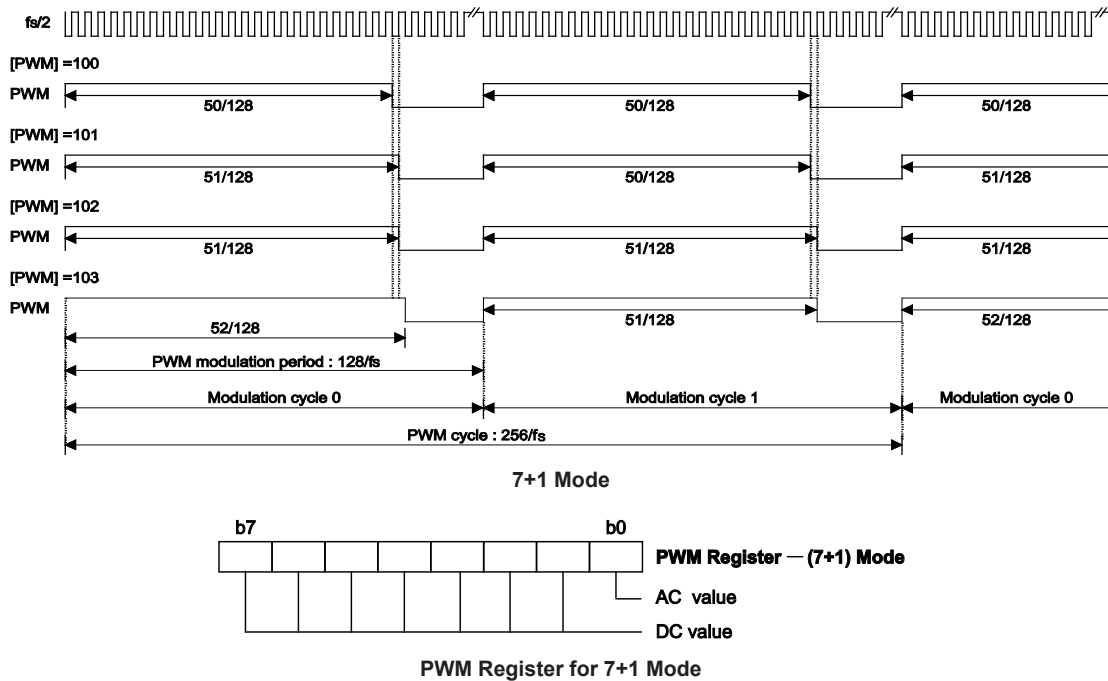 fs/2
[PWM] =100
PWM
50/128 50/128 50/128
[PWM] =101
PWM
51/128 50/128 51/128
[PWM] =102
PWM
51/128 51/128 51/128
[PWM] =103
PWM
52/128 51/128 52/128
PWM modulation period : 128/fs
Modulation cycle 0 Modulation cycle 1 Modulation cycle 0
PWM cycle : 256/fs
7+1 Mode
b7 b0
PWM Register — (7+1) Mode
AC value
DC value
PWM Register for 7+1 Mode